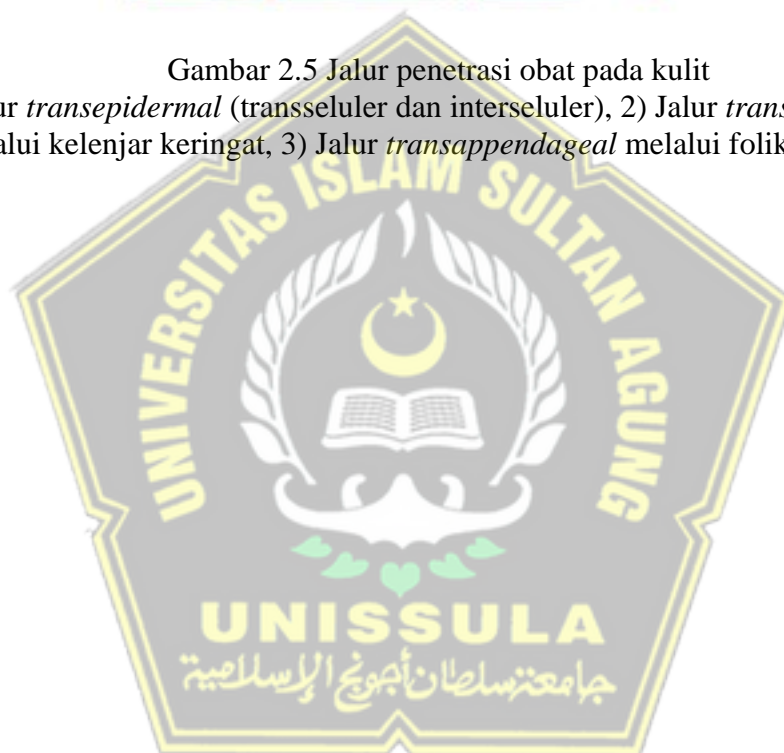 Gambar 2.5 Jalur penetrasi obat pada kulit
ur transepidermal (transseluler dan interseluler), 2) Jalur trans
alui kelenjar keringat, 3) Jalur transappendageal melalui folik
UNIVERSITAS ISLAM SULTAN AGUNG
UNISSULA
جامعة سلطان أجونج الإسلامية